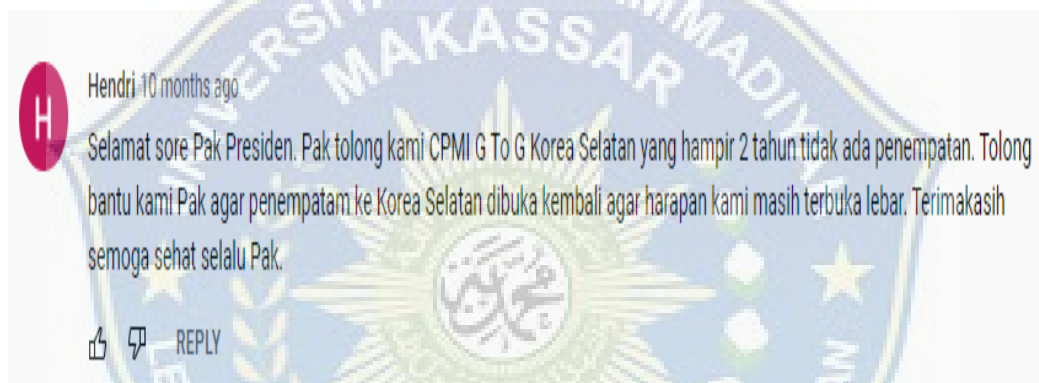 UNIVERSITAS MUHAMMADIYAH
MAKASSAR
H
Hendri 10 months ago
Selamat sore Pak Presiden. Pak tolong kami CPMI G To G Korea Selatan yang hampir 2 tahun tidak ada penempatan. Tolong
bantu kami Pak agar penempatam ke Korea Selatan dibuka kembali agar harapan kami masih terbuka lebar. Terimakasih
semoga sehat selalu Pak.
REPLY